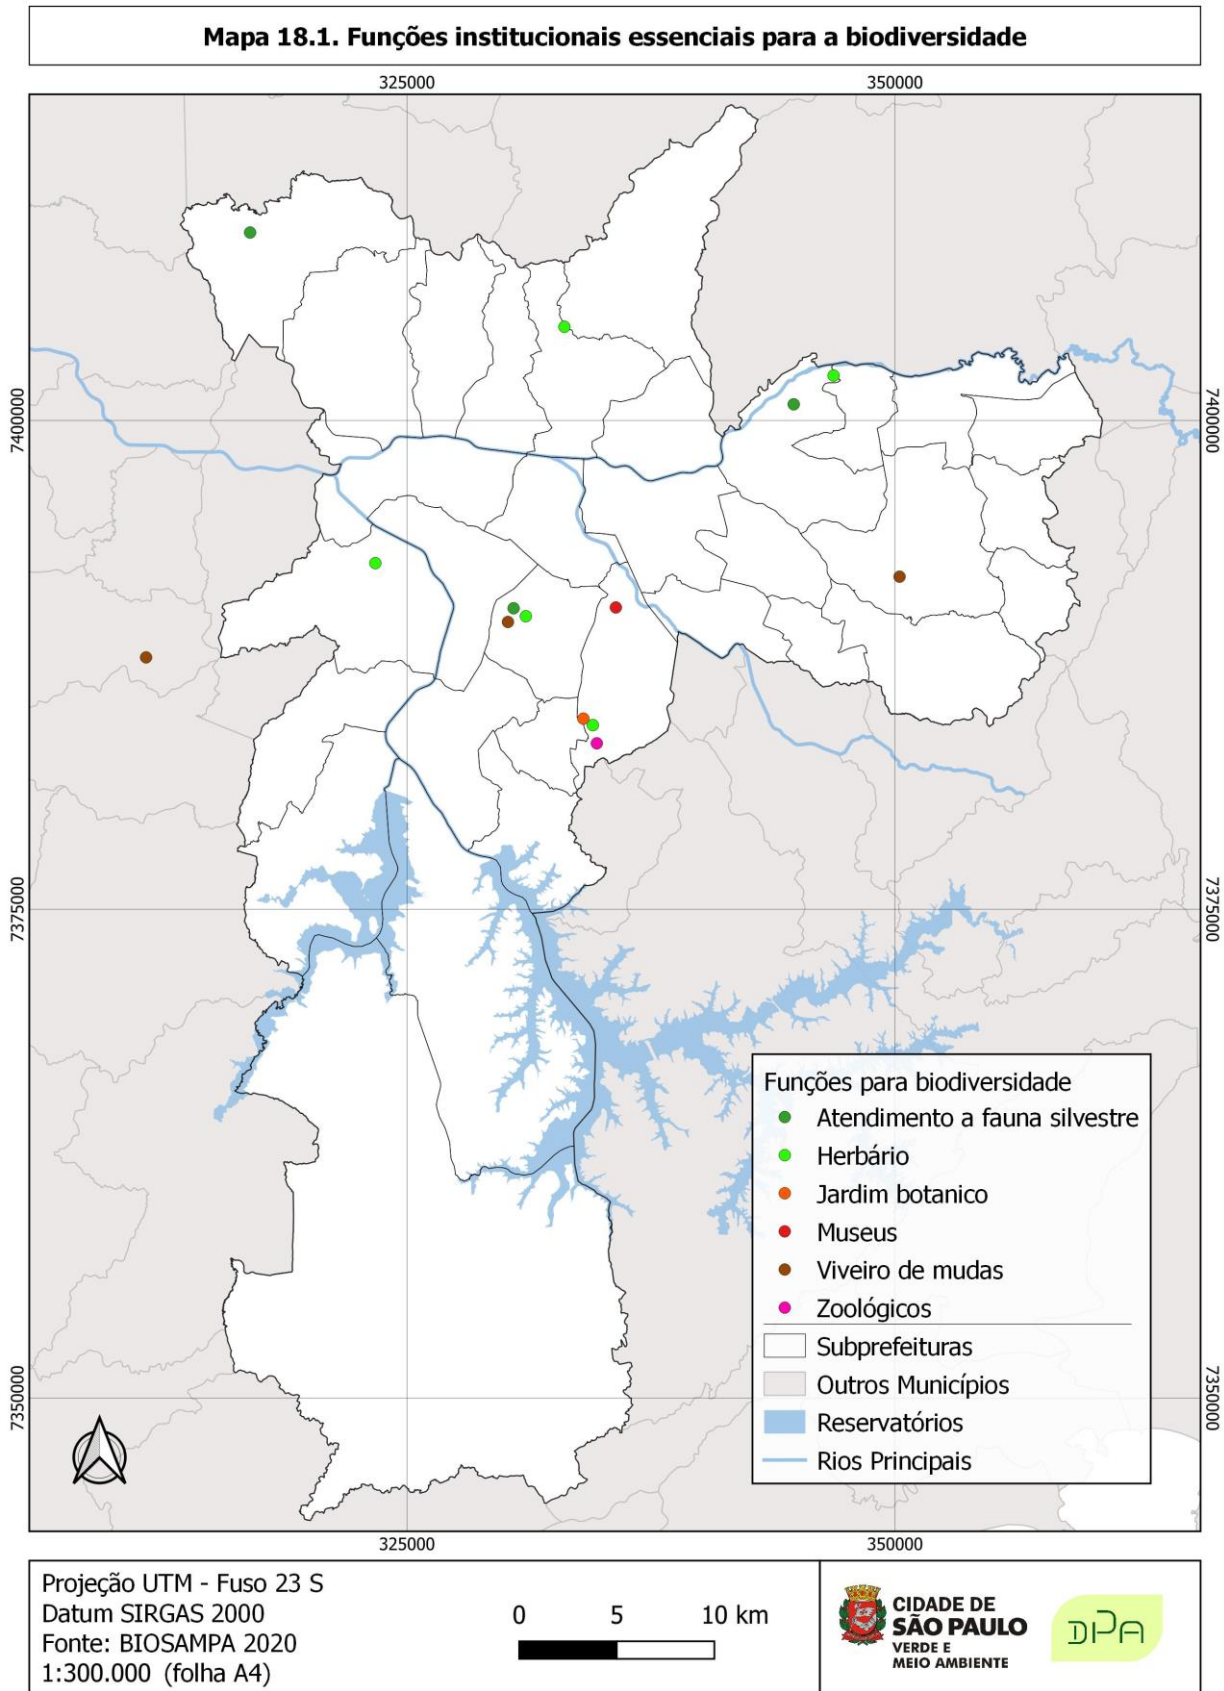 Mapa 18.1. Funções institucionais essenciais para a biodiversidade
325000
350000
7400000
7400000
7375000
7375000
7350000
7350000
Funções para biodiversidade
Atendimento a fauna silvestre
Herbário
Jardim botanico
Museus
Viveiro de mudas
Zoológicos
Subprefeituras
Outros Municípios
Reservatórios
Rios Principais
325000
350000
Projeção UTM - Fuso 23 S
Datum SIRGAS 2000
Fonte: BIOSAMPA 2020
1:300.000 (folha A4)
0 5 10 km
CIDADE DE
SÃO PAULO
VERDE E
MEIO AMBIENTE
DPA